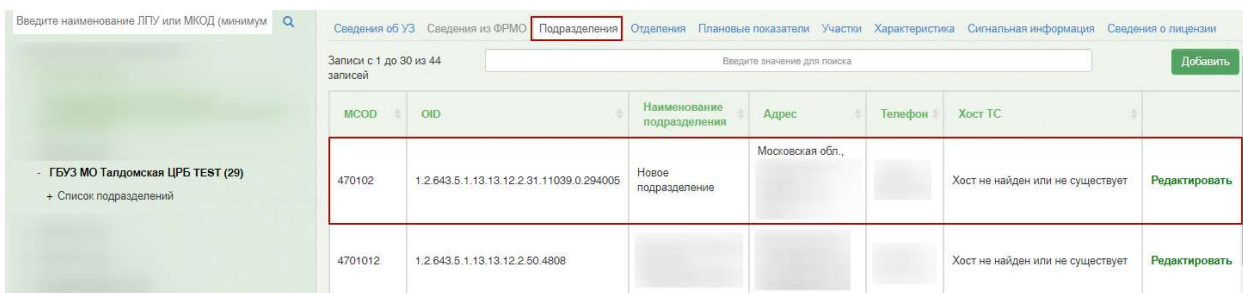 Введите наименование ЛПУ или МКОД (минимум
Сведения об УЗ Сведения из ФРМО Подразделения Отделения Плановые показатели Участки Характеристика Сигнальная информация Сведения о лицензии
Записи с 1 до 30 из 44
записей
Введите значение для поиска
Добавить
MCOD OID Наименование
подразделения Адрес Телефон Хост ТС
- ГБУЗ МО Талдомская ЦРБ TEST (29)
+ Список подразделений
470102 1.2.643.5.1.13.13.12.2.31.11039.0.294005 Новое
подразделение Московская обл., Хост не найден или не существует Редактировать
4701012 1.2.643.5.1.13.13.12.2.50.4808 Хост не найден или не существует Редактировать